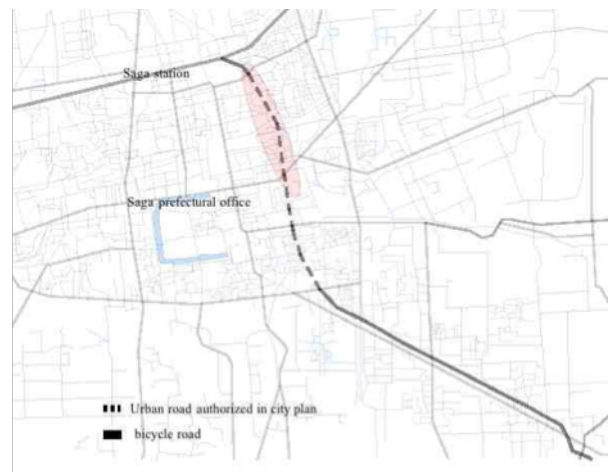 Saga station
Saga prefectural office
Urban road authorized in city plan
bicycle road